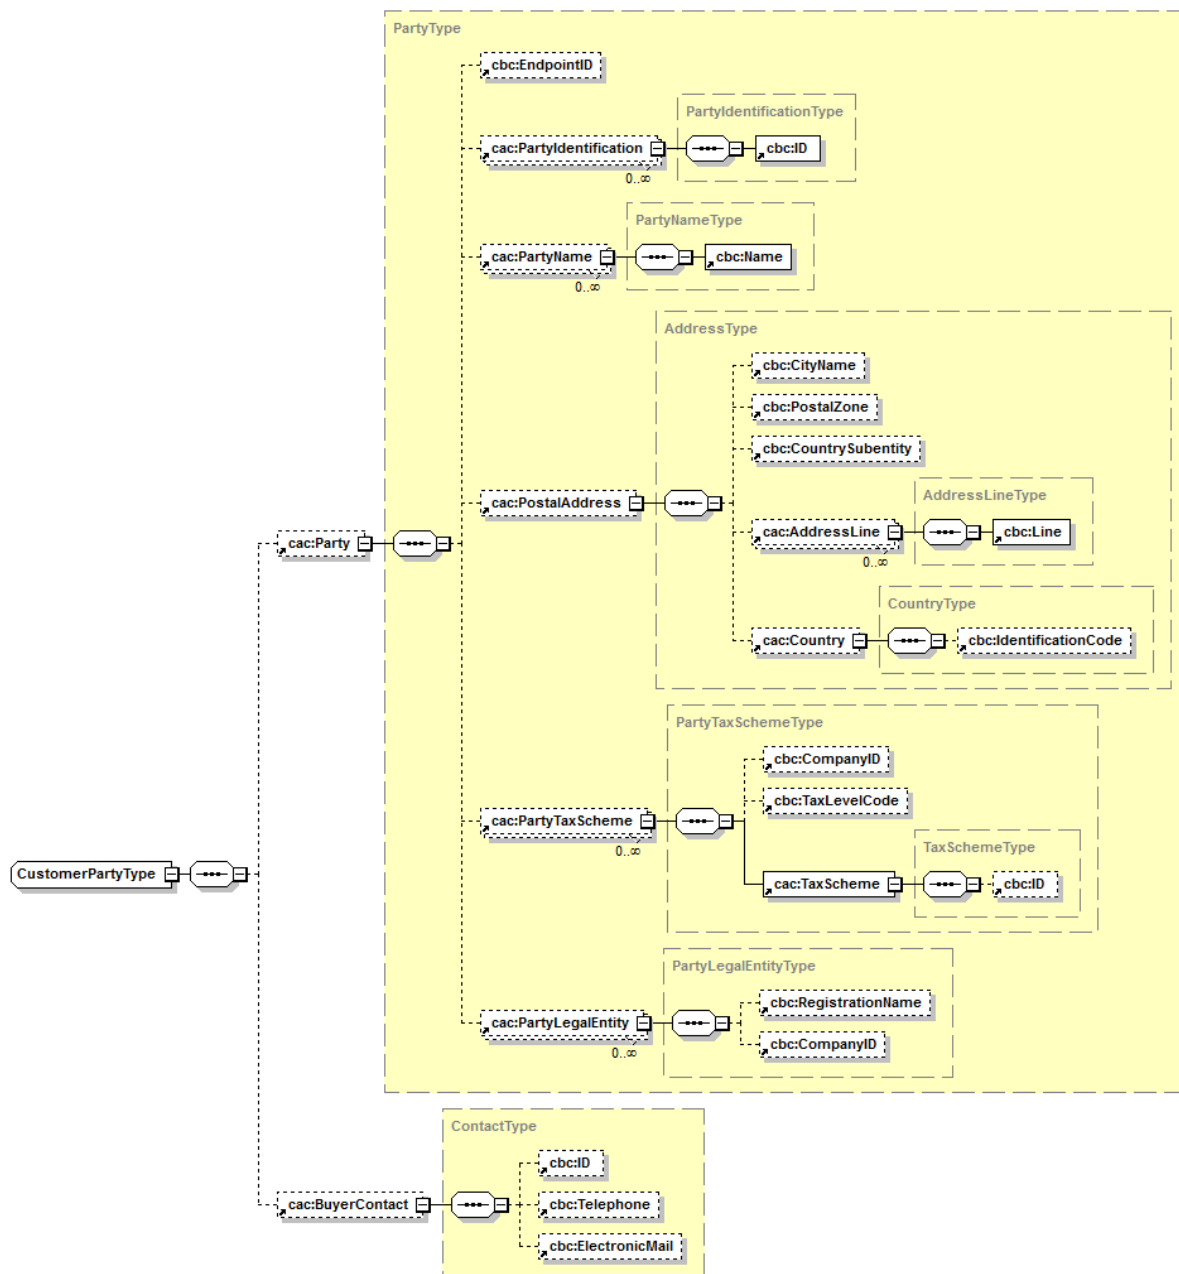 PartyType
cbc:EndpointID
PartyIdentificationType
cac:PartyIdentification
cbc:ID
0..∞
PartyNameType
cac:PartyName
cbc:Name
0..∞
AddressType
cbc:CityName
cbc:PostalZone
cbc:CountrySubentity
AddressLineType
cac:PostalAddress
cac:AddressLine
cbc:Line
0..∞
cac:Party
CountryType
cac:Country
cbc:IdentificationCode
PartyTaxSchemeType
cbc:CompanyID
cbc:TaxLevelCode
cac:PartyTaxScheme
0..∞
TaxSchemeType
CustomerPartyType
cac:TaxScheme
cbc:ID
PartyLegalEntityType
cbc:RegistrationName
cac:PartyLegalEntity
cbc:CompanyID
0..∞
ContactType
cbc:ID
cac:BuyerContact
cbc:Telephone
cbc:ElectronicMail